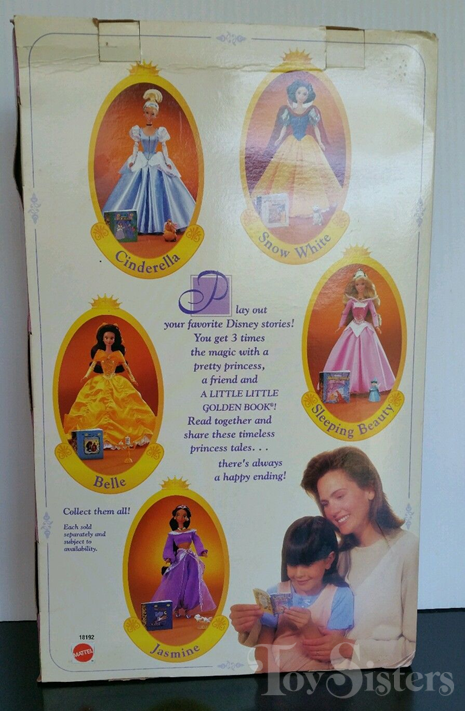 Cinderella
Snow White
Play out
your favorite Disney stories!
You get 3 times
the magic with a
pretty princess,
a friend and
A LITTLE LITTLE
GOLDEN BOOK®!
Read together and
share these timeless
princess tales. . .
there's always
a happy ending!
Sleeping Beauty
Belle
Collect them all!
Each sold
separately and
subject to
availability.
Jasmine
18192
MATTEL
ToySisters